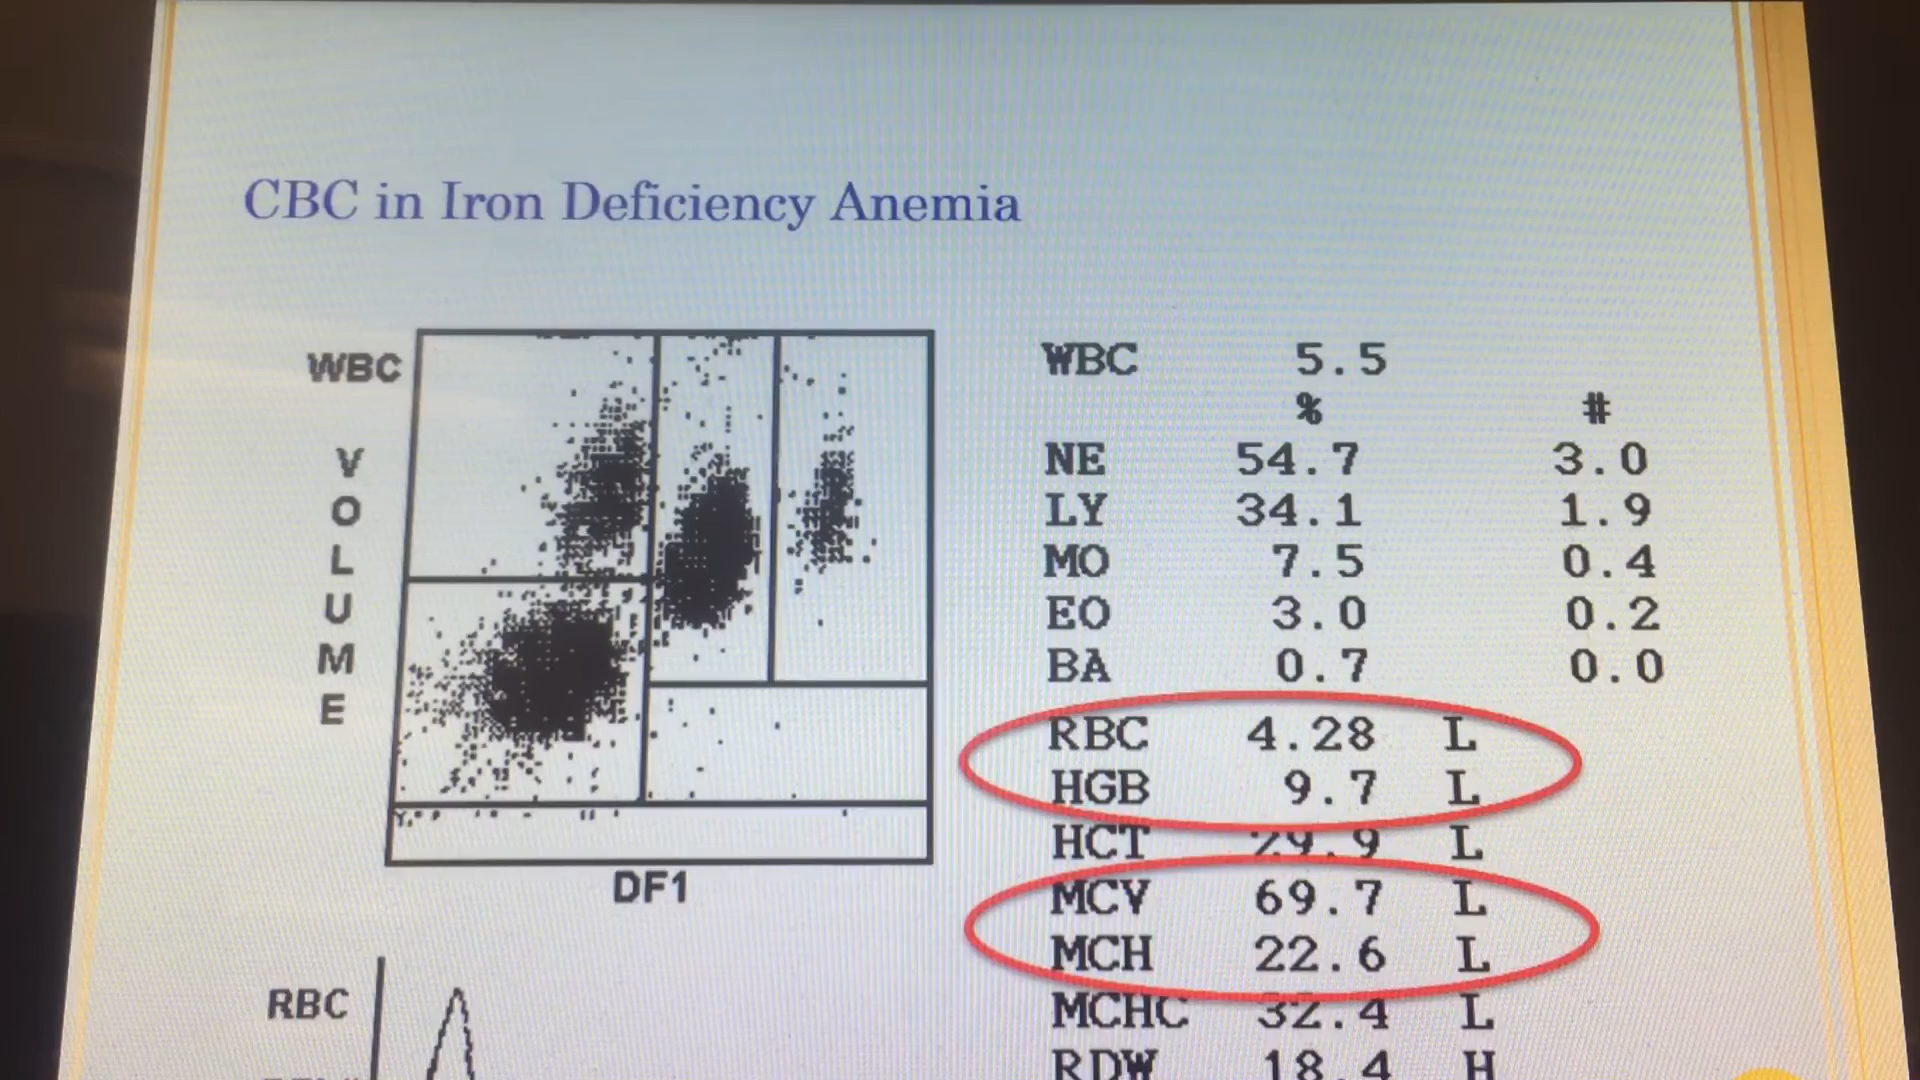 CBC in Iron Deficiency Anemia
WBC
V
O
L
U
M
E
DF1
WBC 5.5
% #
NE 54.7 3.0
LY 34.1 1.9
MO 7.5 0.4
EO 3.0 0.2
BA 0.7 0.0
RBC 4.28 L
HGB 9.7 L
HCT 29.9 L
MCV 69.7 L
MCH 22.6 L
MCHC 32.4 L
RDW 18.4 H
RBC